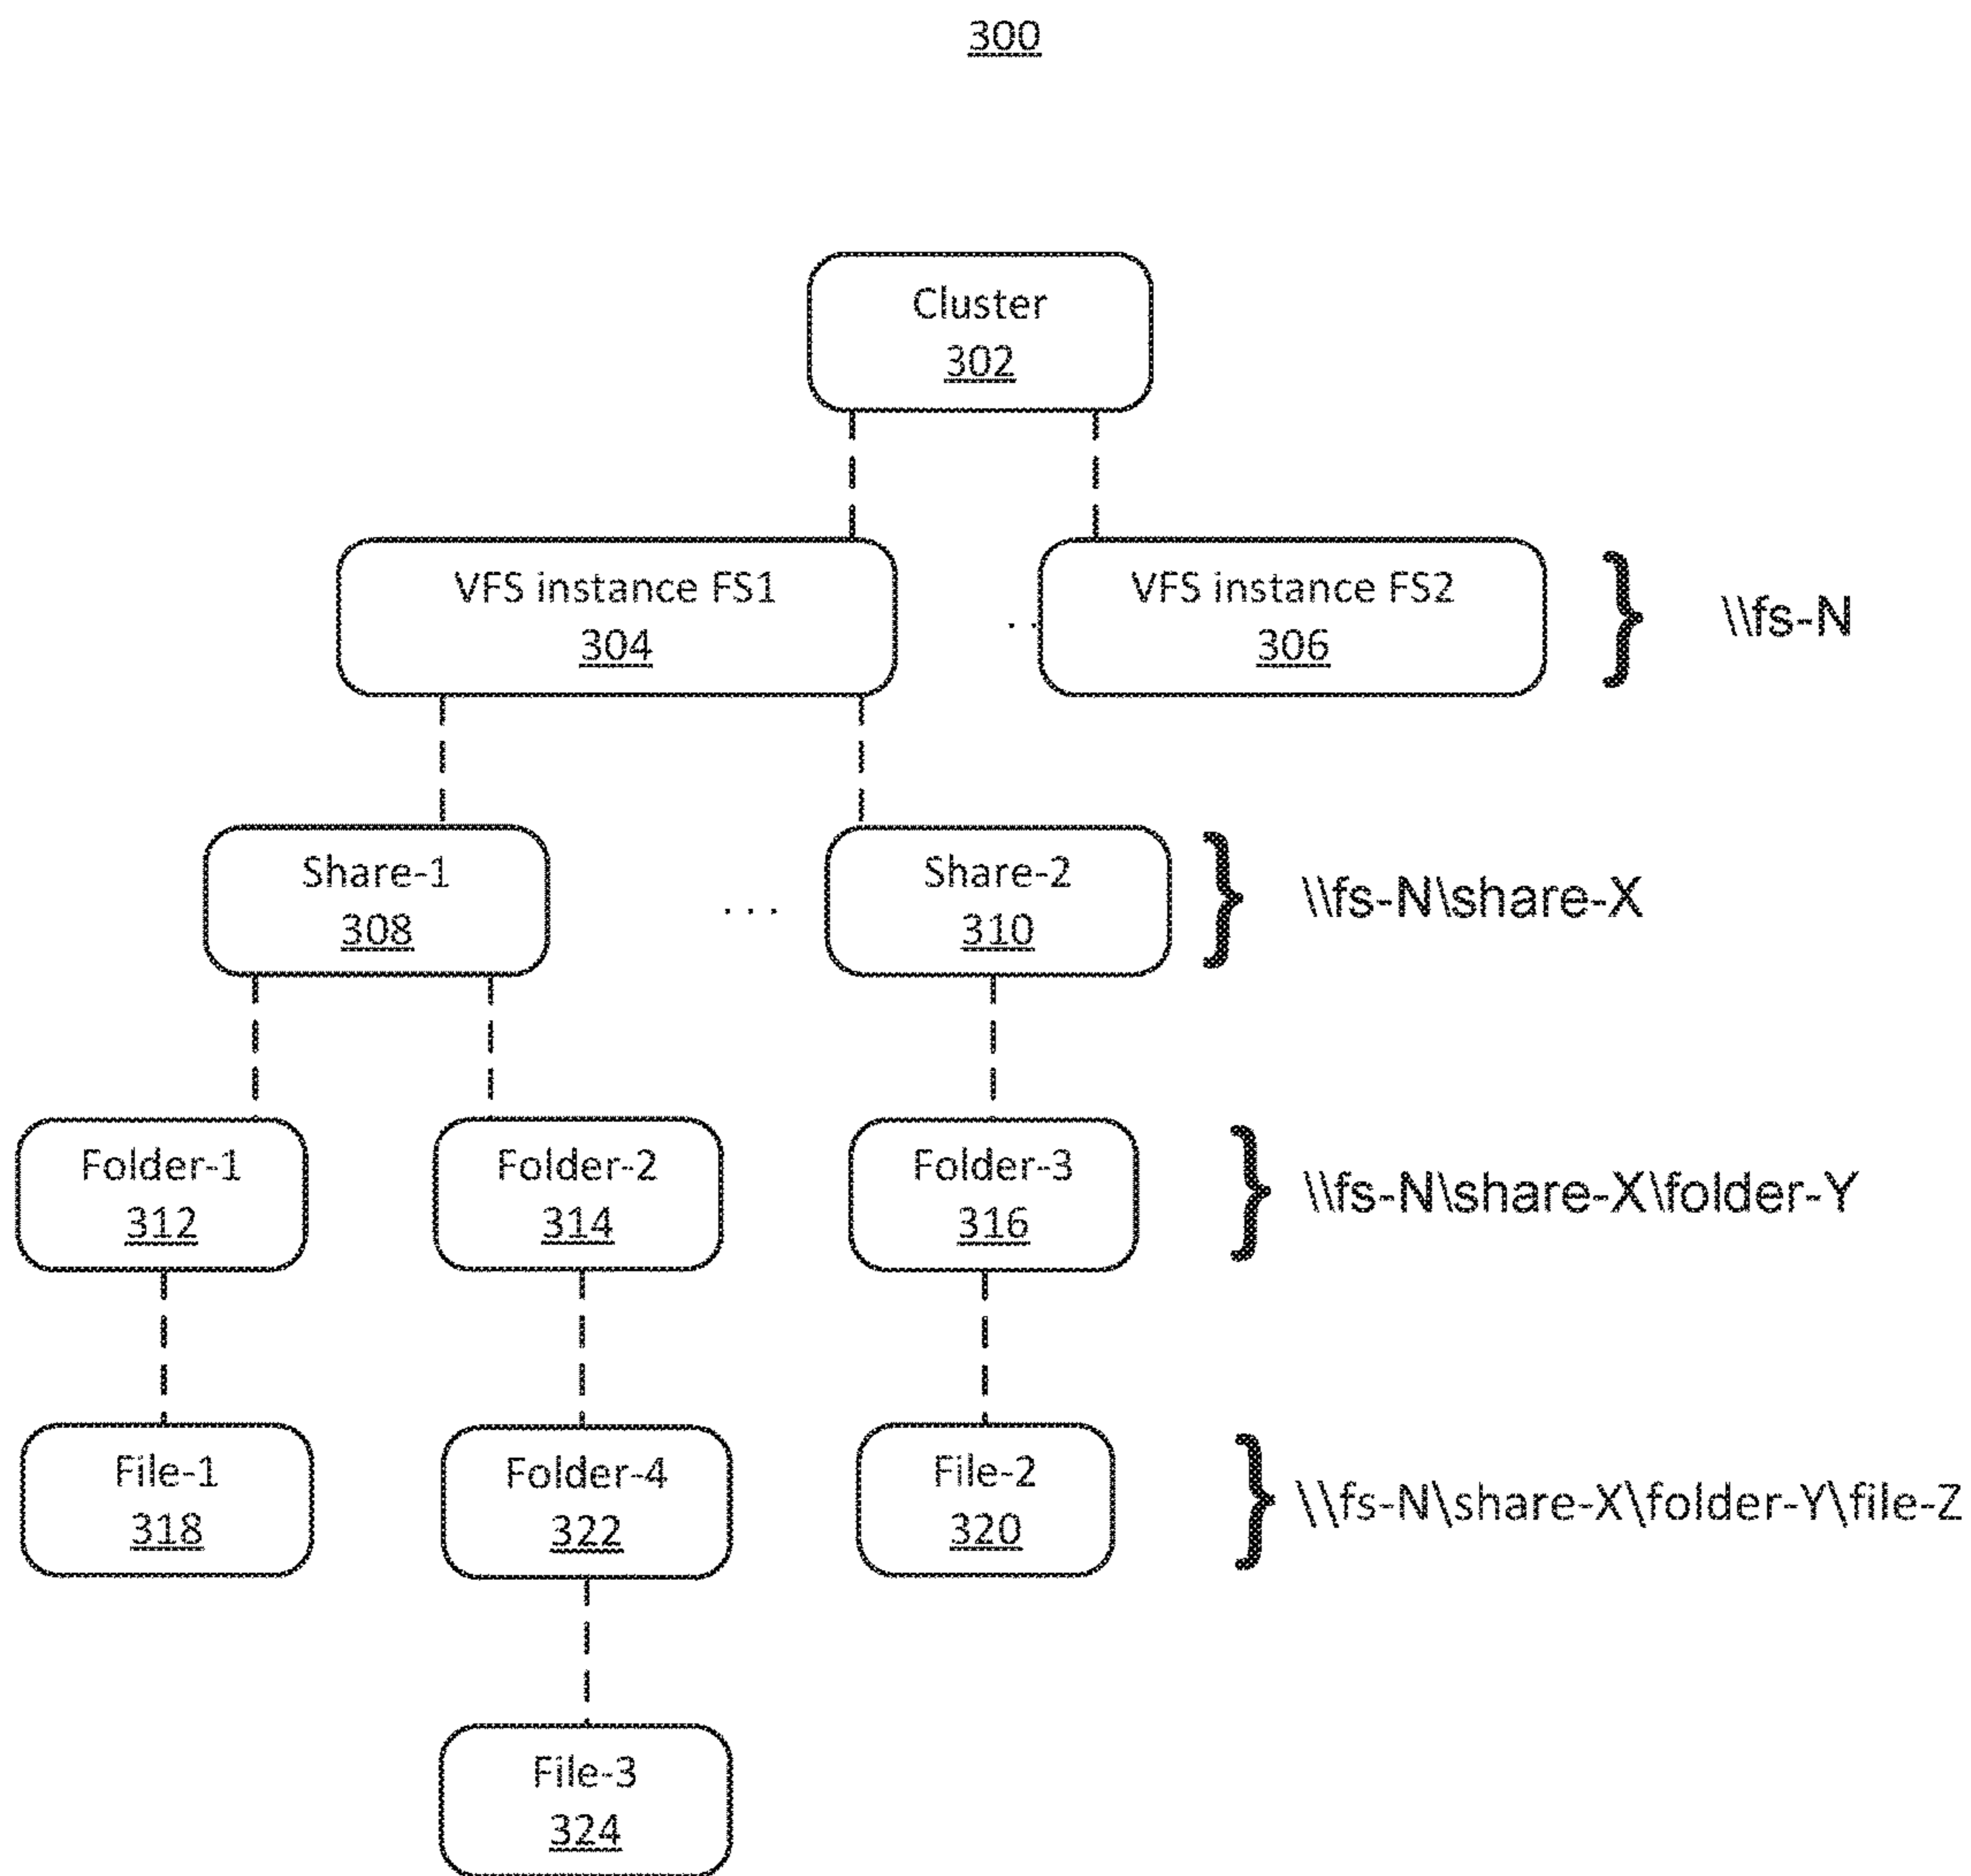 300
Cluster
302
VFS instance FS1
304
. .
VFS instance FS2
306
} \\fs-N
Share-1
308
. . .
Share-2
310
} \\fs-N\share-X
Folder-1
312
Folder-2
314
Folder-3
316
} \\fs-N\share-X\folder-Y
File-1
318
Folder-4
322
File-2
320
} \\fs-N\share-X\folder-Y\file-Z
File-3
324